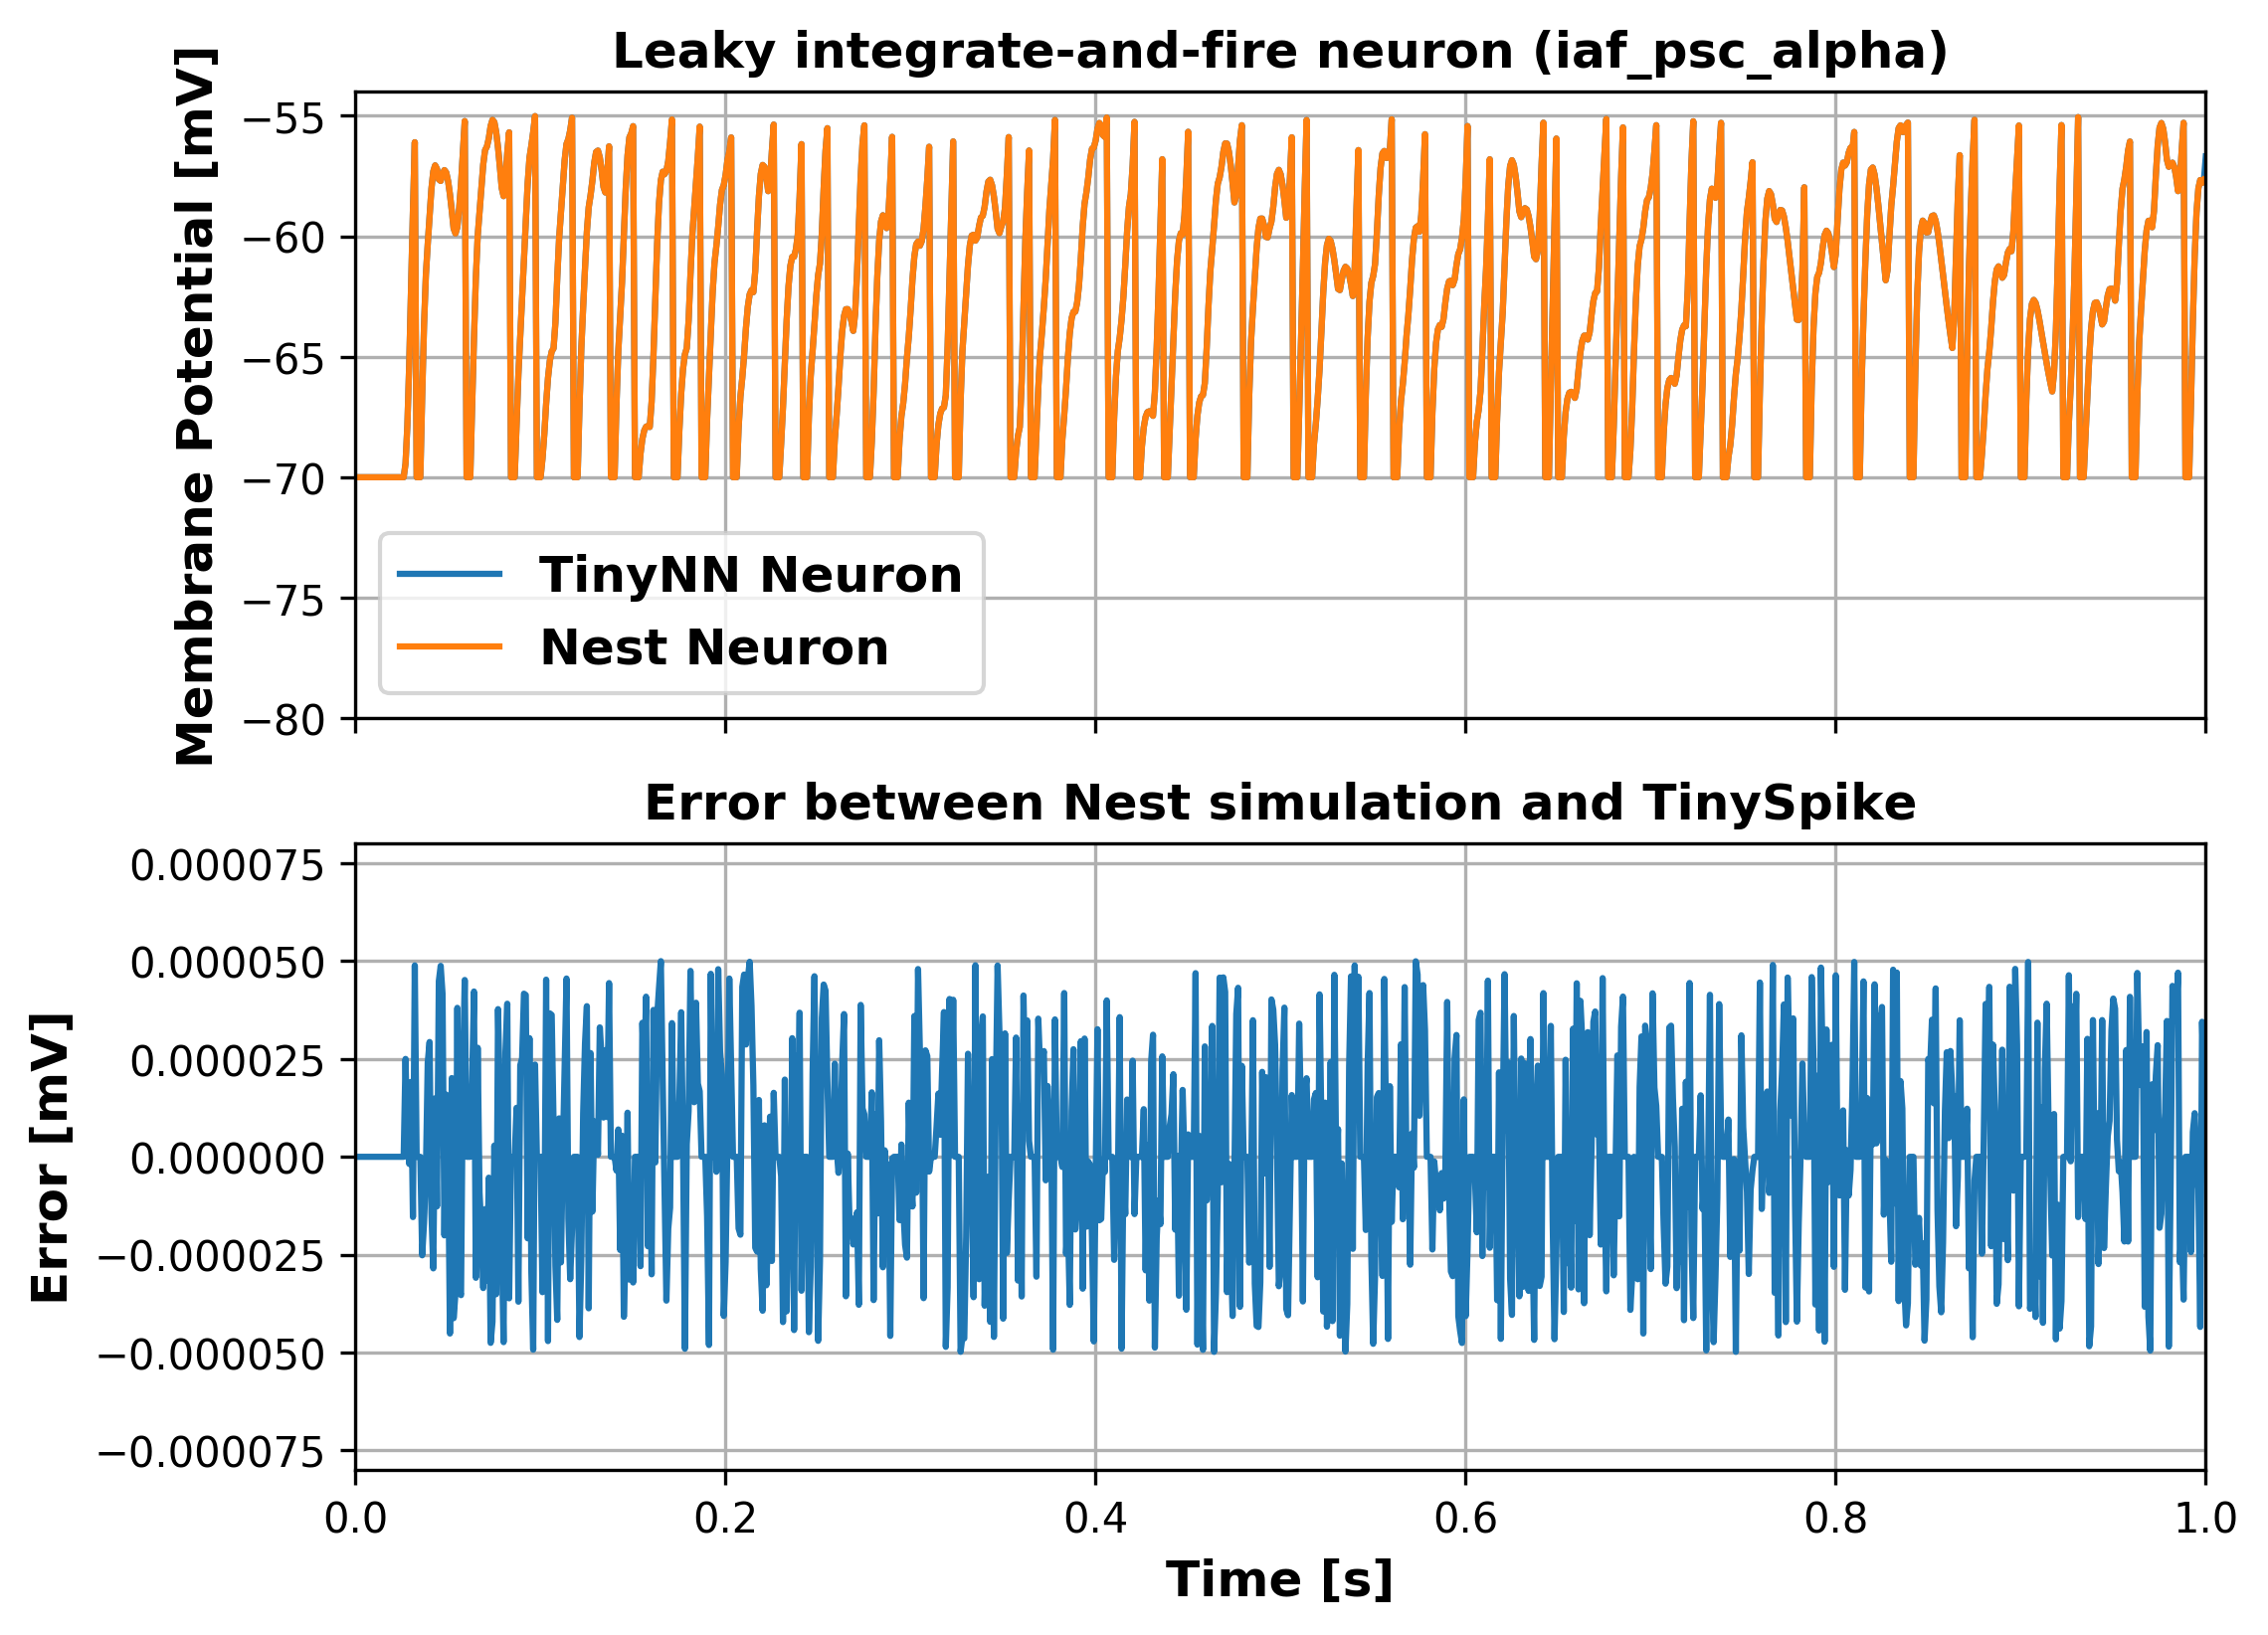 Leaky integrate-and-fire neuron (iaf_psc_alpha)
Membrane Potential [mV]
−55
−60
−65
−70
−75
−80
TinyNN Neuron
Nest Neuron
Error between Nest simulation and TinySpike
Error [mV]
0.000075
0.000050
0.000025
0.000000
−0.000025
−0.000050
−0.000075
0.0 0.2 0.4 0.6 0.8 1.0
Time [s]